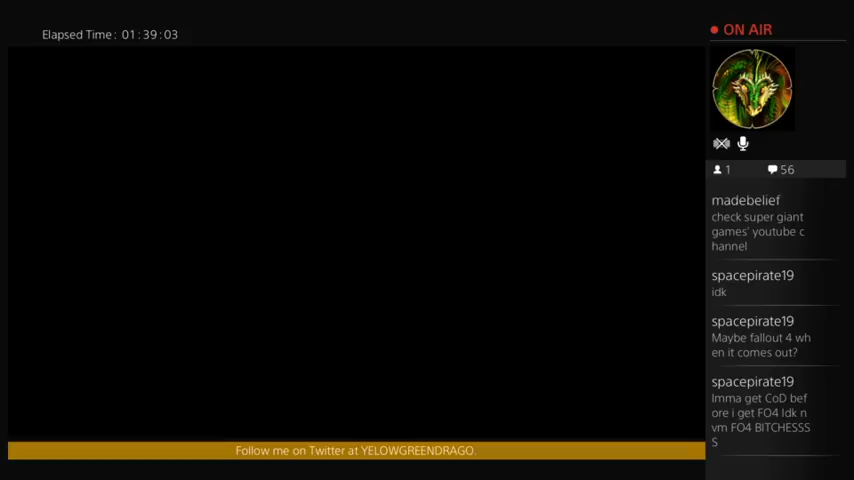 Elapsed Time: 01:39:03
ON AIR
1 56
madebelief
check super giant
games' youtube c
hannel
spacepirate19
idk
spacepirate19
Maybe fallout 4 wh
en it comes out?
spacepirate19
Imma get CoD bef
ore i get FO4 Idk n
vm FO4 BITCHESSS
S
Follow me on Twitter at YELOWGREENDRAGO.